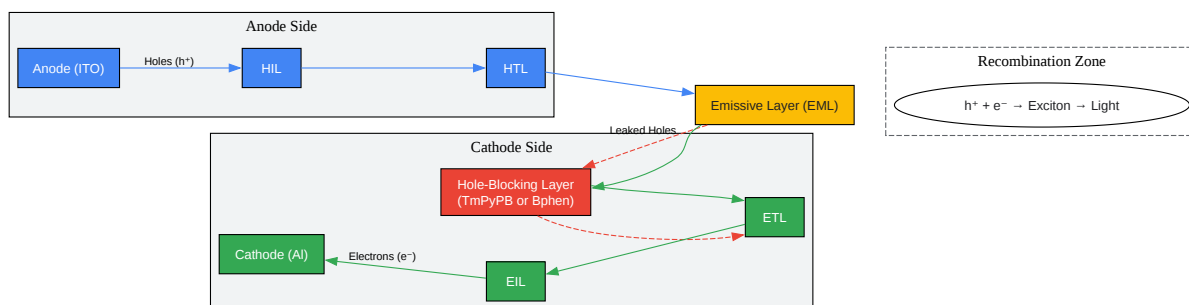 Anode Side
Anode (ITO)
Holes (h⁺)
HIL
HTL
Emissive Layer (EML)
Recombination Zone
h⁺ + e⁻ → Exciton → Light
Leaked Holes
Cathode Side
Hole-Blocking Layer
(TmPyPB or Bphen)
ETL
Cathode (Al)
Electrons (e⁻)
EIL